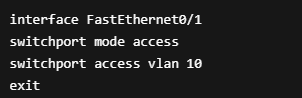 interface FastEthernet0/1
switchport mode access
switchport access vlan 10
exit